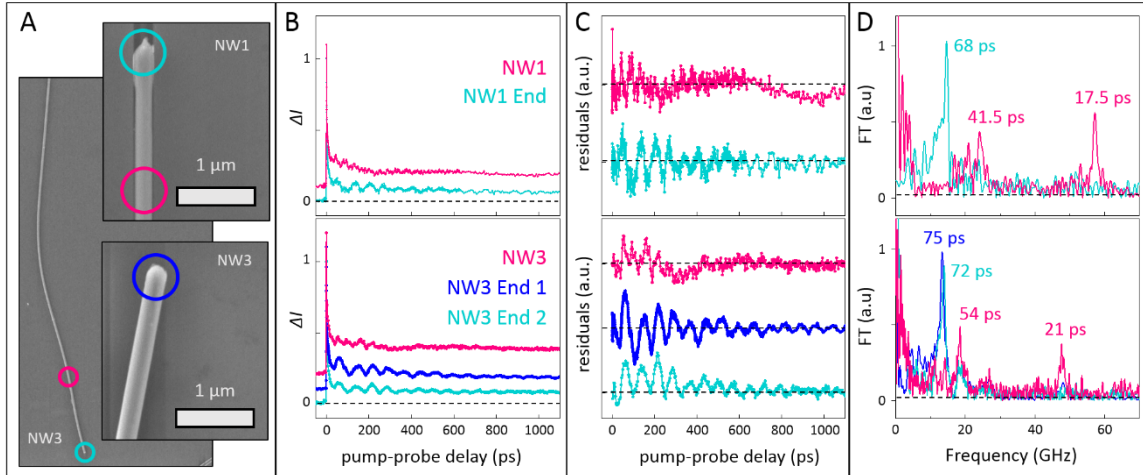 A
NW1
1 µm
NW3
1 µm
NW3
B
1
NW1
NW1 End
ΔI
0
1
NW3
NW3 End 1
NW3 End 2
ΔI
0
0 200 400 600 800 1000
pump-probe delay (ps)
C
residuals (a.u.)
residuals (a.u.)
0 200 400 600 800 1000
pump-probe delay (ps)
D
1
68 ps
41.5 ps
17.5 ps
FT (a.u)
0
1
75 ps
72 ps
54 ps
21 ps
FT (a.u)
0
0 20 40 60
Frequency (GHz)